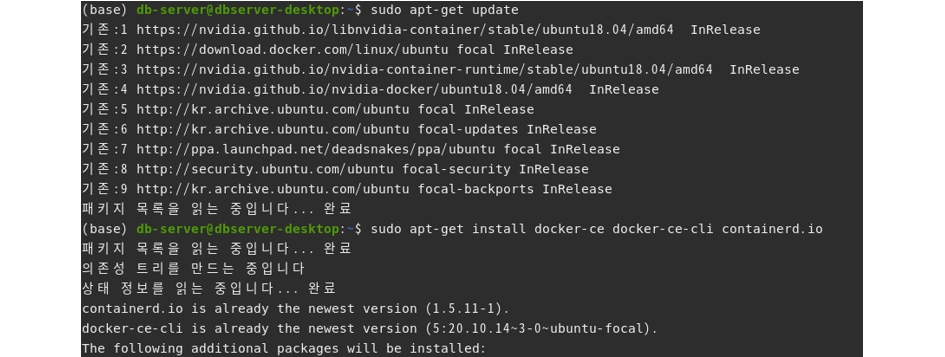 (base) db-server@dbserver-desktop:~$ sudo apt-get update
기존:1 https://nvidia.github.io/libnvidia-container/stable/ubuntu18.04/amd64  InRelease
기존:2 https://download.docker.com/linux/ubuntu focal InRelease
기존:3 https://nvidia.github.io/nvidia-container-runtime/stable/ubuntu18.04/amd64  InRelease
기존:4 https://nvidia.github.io/nvidia-docker/ubuntu18.04/amd64  InRelease
기존:5 http://kr.archive.ubuntu.com/ubuntu focal InRelease
기존:6 http://kr.archive.ubuntu.com/ubuntu focal-updates InRelease
기존:7 http://ppa.launchpad.net/deadsnakes/ppa/ubuntu focal InRelease
기존:8 http://security.ubuntu.com/ubuntu focal-security InRelease
기존:9 http://kr.archive.ubuntu.com/ubuntu focal-backports InRelease
패키지 목록을 읽는 중입니다... 완료
(base) db-server@dbserver-desktop:~$ sudo apt-get install docker-ce docker-ce-cli containerd.io
패키지 목록을 읽는 중입니다... 완료
의존성 트리를 만드는 중입니다
상태 정보를 읽는 중입니다... 완료
containerd.io is already the newest version (1.5.11-1).
docker-ce-cli is already the newest version (5:20.10.14~3-0~ubuntu-focal).
The following additional packages will be installed: